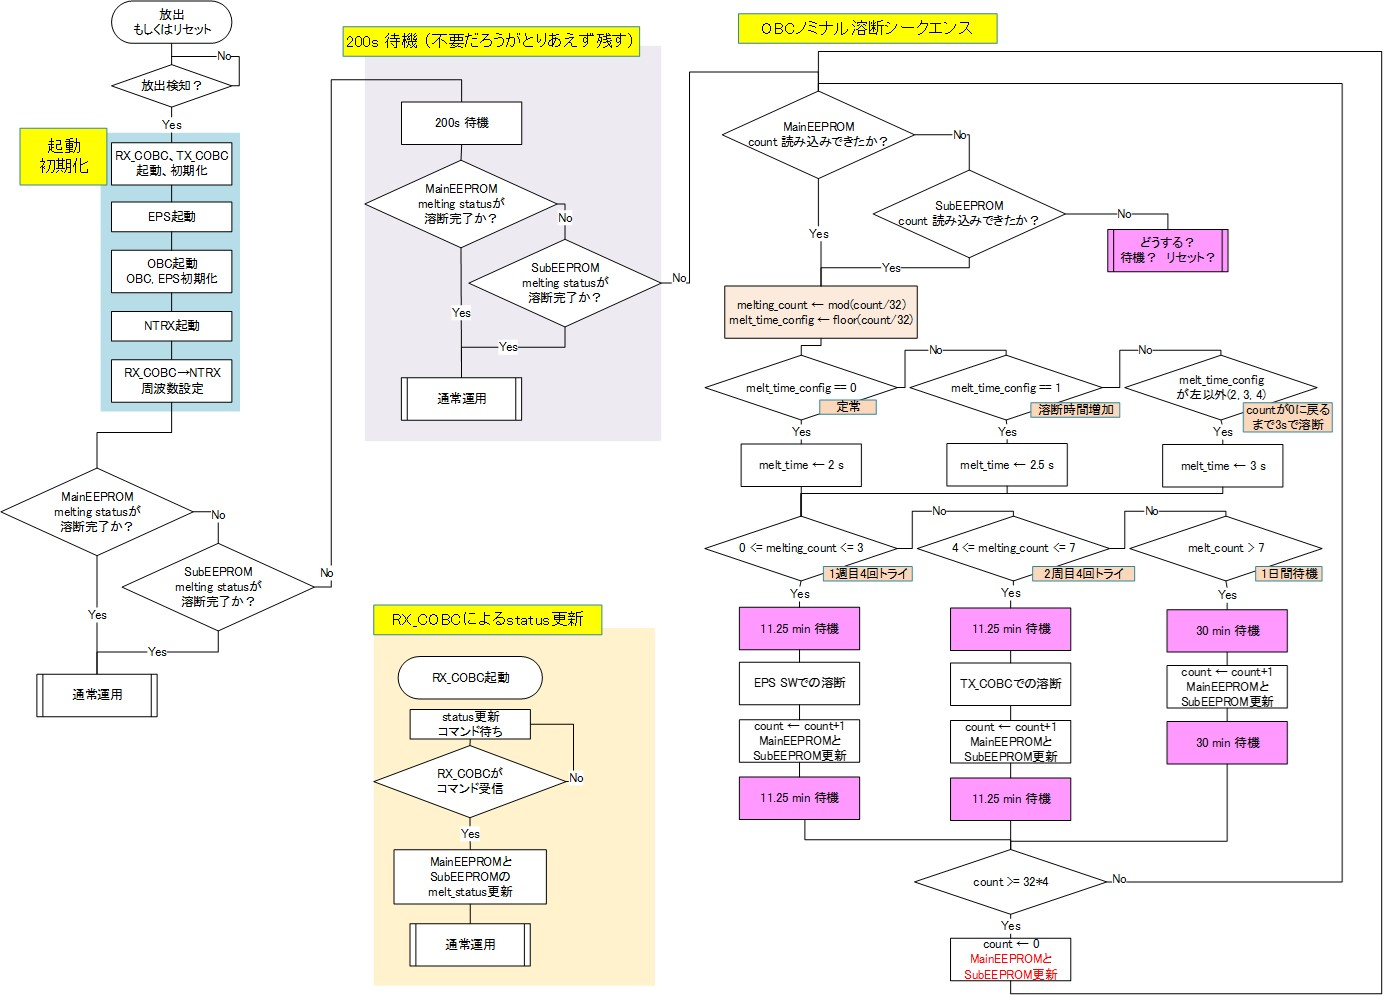 放出
もしくはリセット
No
放出検知？
Yes
起動
初期化
RX_COBC、TX_COBC
起動、初期化
EPS起動
OBC起動
OBC, EPS初期化
NTRX起動
RX_COBC→NTRX
周波数設定
MainEEPROM
melting statusが
溶断完了か？
No
SubEEPROM
melting statusが
溶断完了か？
No
Yes
Yes
通常運用
200s 待機（不要だろうがとりあえず残す）
200s 待機
MainEEPROM
melting statusが
溶断完了か？
No
SubEEPROM
melting statusが
溶断完了か？
No
Yes
Yes
通常運用
RX_COBCによるstatus更新
RX_COBC起動
status更新
コマンド待ち
RX_COBCが
コマンド受信
No
Yes
MainEEPROMと
SubEEPROMの
melt_status更新
通常運用
OBCノミナル溶断シークエンス
MainEEPROM
count 読み込みできたか？
No
SubEEPROM
count 読み込みできたか？
No
どうする？
待機？ リセット？
Yes
Yes
melting_count ← mod(count/32)
melt_time_config ← floor(count/32)
melt_time_config == 0
定常
No
melt_time_config == 1
溶断時間増加
No
melt_time_config
が左以外(2, 3, 4)
countが0に戻る
まで3sで溶断
Yes
Yes
Yes
melt_time ← 2 s
melt_time ← 2.5 s
melt_time ← 3 s
0 <= melting_count <= 3
1週目4回トライ
No
4 <= melting_count <= 7
2周目4回トライ
No
melt_count > 7
1日間待機
Yes
Yes
Yes
11.25 min 待機
11.25 min 待機
30 min 待機
EPS SWでの溶断
TX_COBCでの溶断
count ← count+1
MainEEPROMと
SubEEPROM更新
count ← count+1
MainEEPROMと
SubEEPROM更新
count ← count+1
MainEEPROMと
SubEEPROM更新
11.25 min 待機
11.25 min 待機
30 min 待機
count >= 32*4
No
Yes
count ← 0
MainEEPROMと
SubEEPROM更新